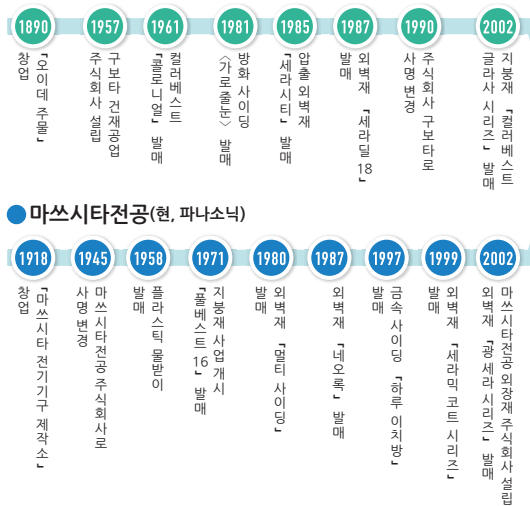 1890
「오이데 주물」
창업
1957
구보타 건재공업
주식회사 설립
1961
컬러베스트
「콜로니얼」 발매
1981
방화 사이딩
〈가로줄눈〉 발매
1985
압출 외벽재
「세라시티」 발매
1987
외벽재 「세라딜18」
발매
1990
주식회사 구보타로
사명 변경
2002
지붕재 「컬러베스트
글라사 시리즈」 발매
마쓰시타전공(현, 파나소닉)
1918
「마쓰시타 전기기구 제작소」
창업
1945
마쓰시타전공 주식회사로
사명 변경
1958
플라스틱 물받이
발매
1971
지붕재 사업 개시
「풀베스트16」 발매
1980
외벽재 「멀티 사이딩」
발매
1987
외벽재 「네오록」 발매
1997
금속 사이딩 「하루 이치방」
발매
1999
외벽재 「세라믹 코트 시리즈」
발매
2002
마쓰시타전공 외장재 주식회사 설립
외벽재 「광 세라 시리즈」 발매